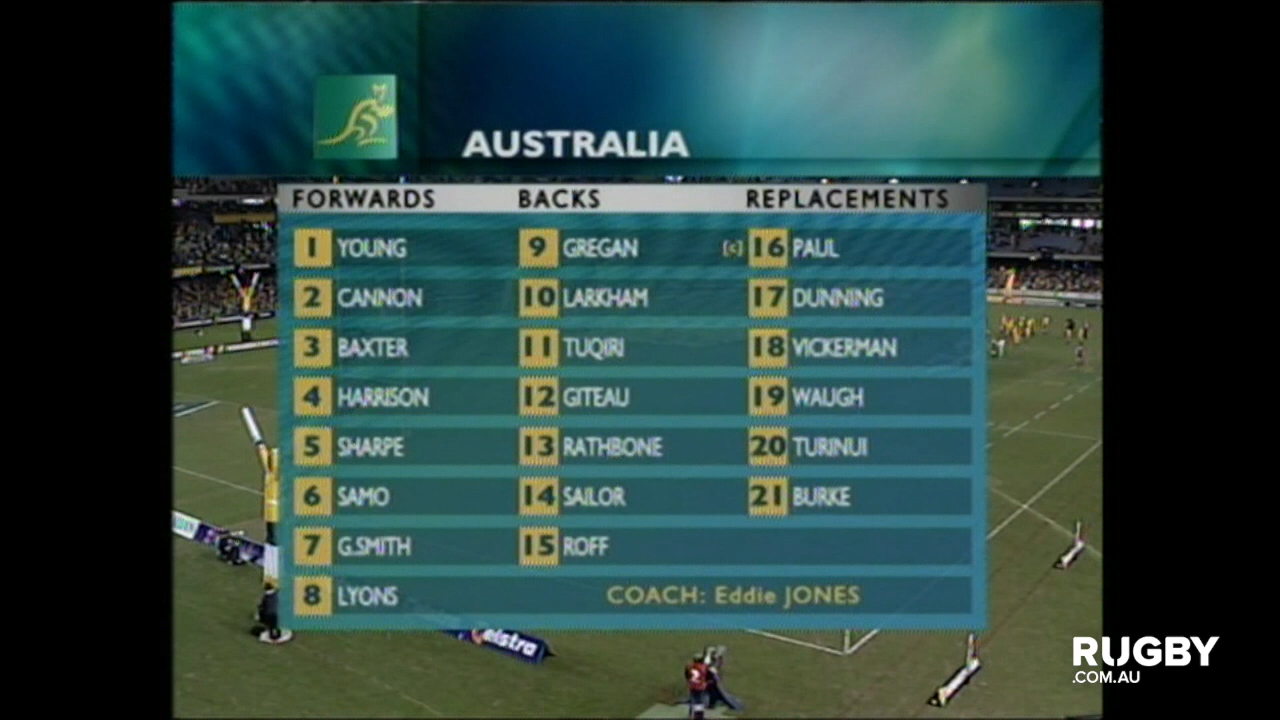 AUSTRALIA
FORWARDS BACKS REPLACEMENTS
1 YOUNG 9 GREGAN (c) 16 PAUL
2 CANNON 10 LARKHAM 17 DUNNING
3 BAXTER 11 TUQIRI 18 VICKERMAN
4 HARRISON 12 GITEAU 19 WAUGH
5 SHARPE 13 RATHBONE 20 TURINUI
6 SAMO 14 SAILOR 21 BURKE
7 G.SMITH 15 ROFF
8 LYONS COACH: Eddie JONES
elstra
RUGBY
.COM.AU